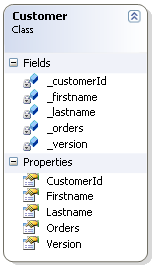 Customer
Class
Fields
_customerId
_firstname
_lastname
_orders
_version
Properties
CustomerId
Firstname
Lastname
Orders
Version